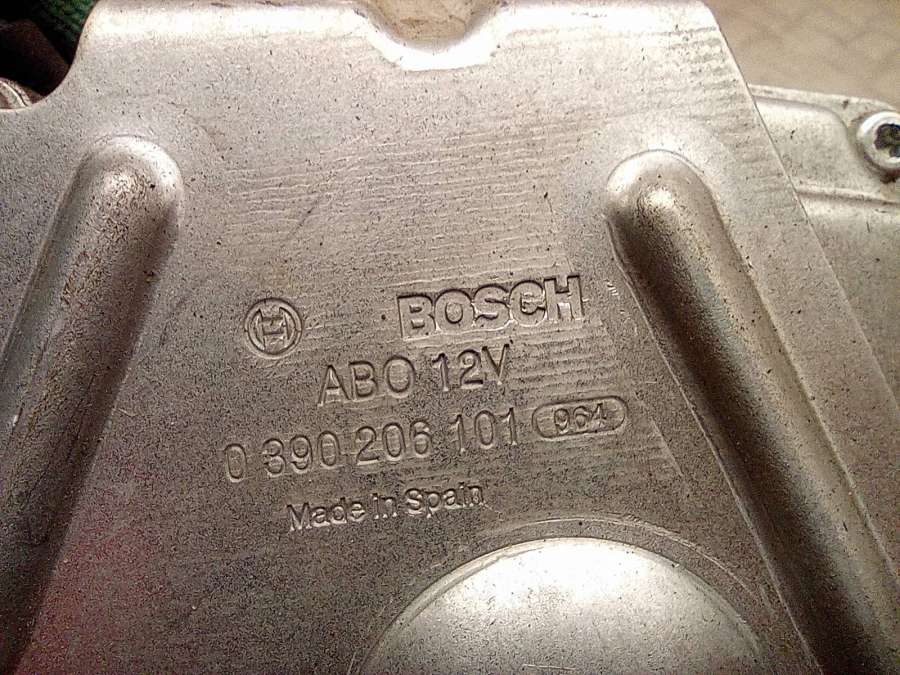 BOSCH
ABO 12V
0 390 206 101 964
Made in Spain